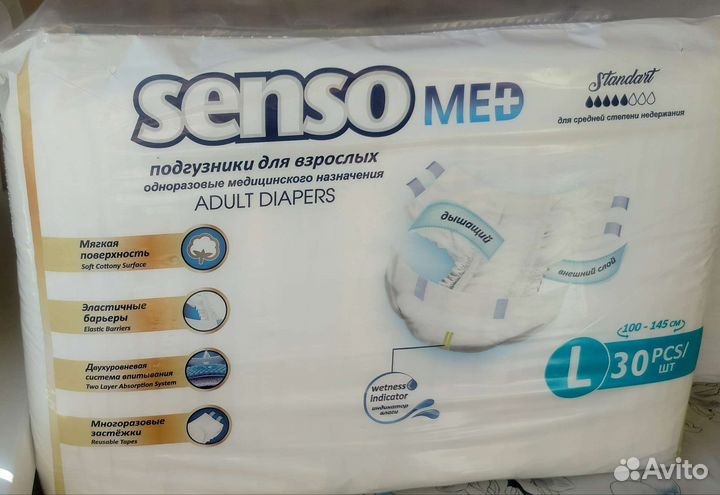 senso MED
Standart
для средней степени недержания
подгузники для взрослых
одноразовые медицинского назначения
ADULT DIAPERS
Мягкая
поверхность
Soft Cottony Surface
Эластичные
барьеры
Elastic Barriers
Двухуровневая
система впитывания
Two Layer Absorption System
Многоразовые
застёжки
Reusable Tapes
дышащий
внешний слой
wetness
indicator
индикатор
влаги
100 - 145 см
L 30 PCS/
шт
Avito